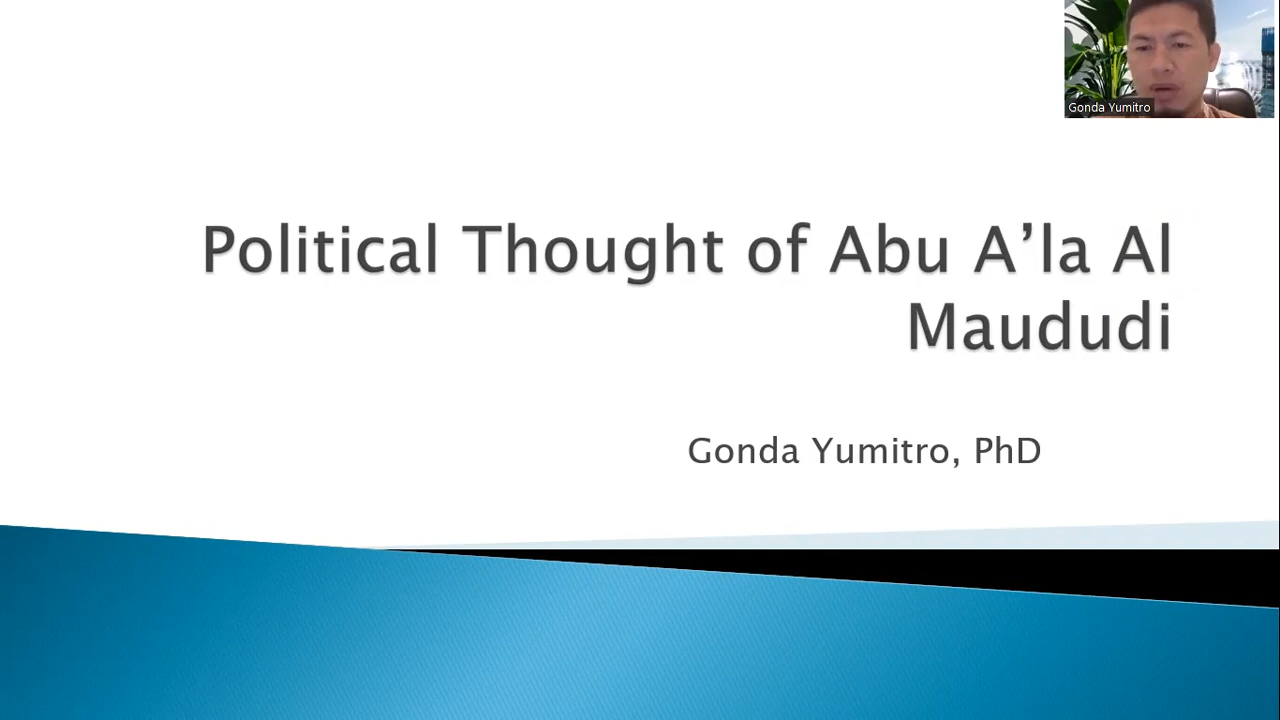 Gonda Yumitro
Political Thought of Abu A’la Al
Maududi
Gonda Yumitro, PhD